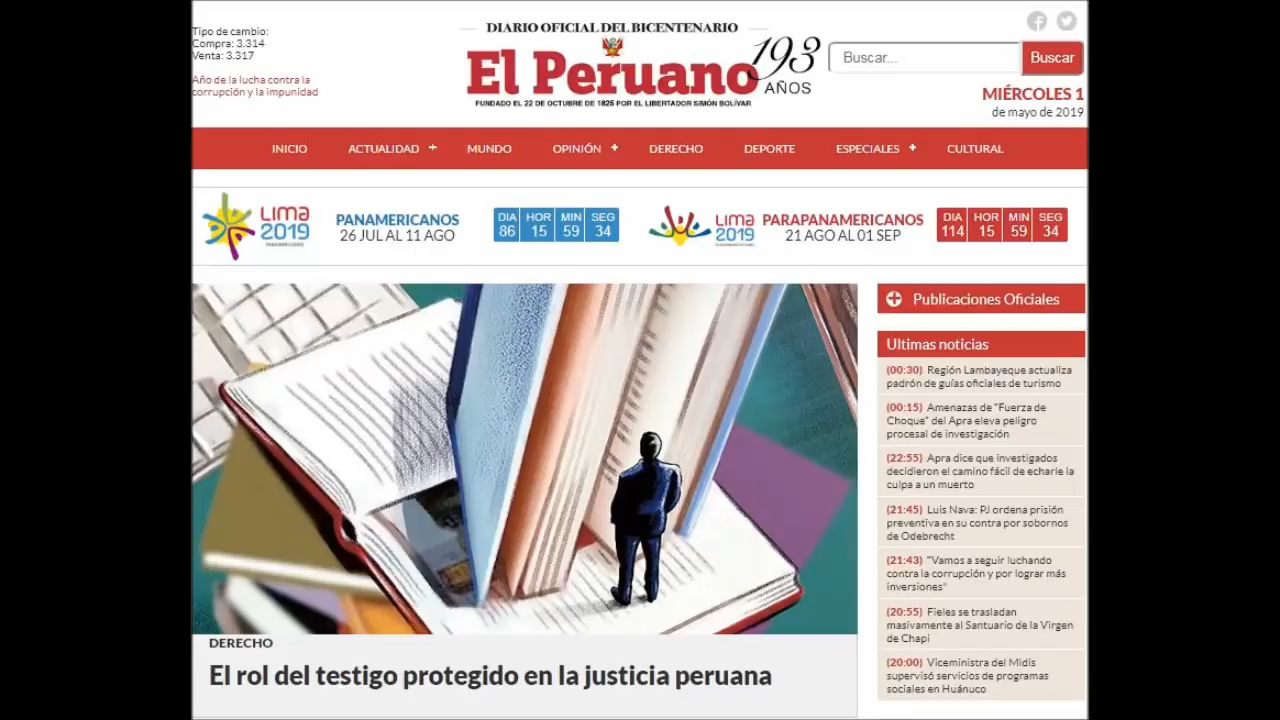 Tipo de cambio:
Compra: 3.314
Venta: 3.317
Año de la lucha contra la
corrupción y la impunidad
DIARIO OFICIAL DEL BICENTENARIO
El Peruano
193
AÑOS
FUNDADO EL 22 DE OCTUBRE DE 1825 POR EL LIBERTADOR SIMÓN BOLÍVAR
Buscar...
Buscar
MIÉRCOLES 1
de mayo de 2019
INICIO ACTUALIDAD + MUNDO OPINIÓN + DERECHO DEPORTE ESPECIALES + CULTURAL
LIMA
2019
PANAMERICANOS
26 JUL AL 11 AGO
DIA HOR MIN SEG
86 15 59 34
LIMA
2019
PARAPANAMERICANOS
21 AGO AL 01 SEP
DIA HOR MIN SEG
114 15 59 34
DERECHO
El rol del testigo protegido en la justicia peruana
Publicaciones Oficiales
Ultimas noticias
(00:30) Región Lambayeque actualiza
padrón de guías oficiales de turismo
(00:15) Amenazas de "Fuerza de
Choque" del Apra eleva peligro
procesal de investigación
(22:55) Apra dice que investigados
decidieron el camino fácil de echarle la
culpa a un muerto
(21:45) Luis Nava: PJ ordena prisión
preventiva en su contra por sobornos
de Odebrecht
(21:43) "Vamos a seguir luchando
contra la corrupción y por lograr más
inversiones"
(20:55) Fieles se trasladan
masivamente al Santuario de la Virgen
de Chapi
(20:00) Viceministra del Midis
supervisó servicios de programas
sociales en Huánuco